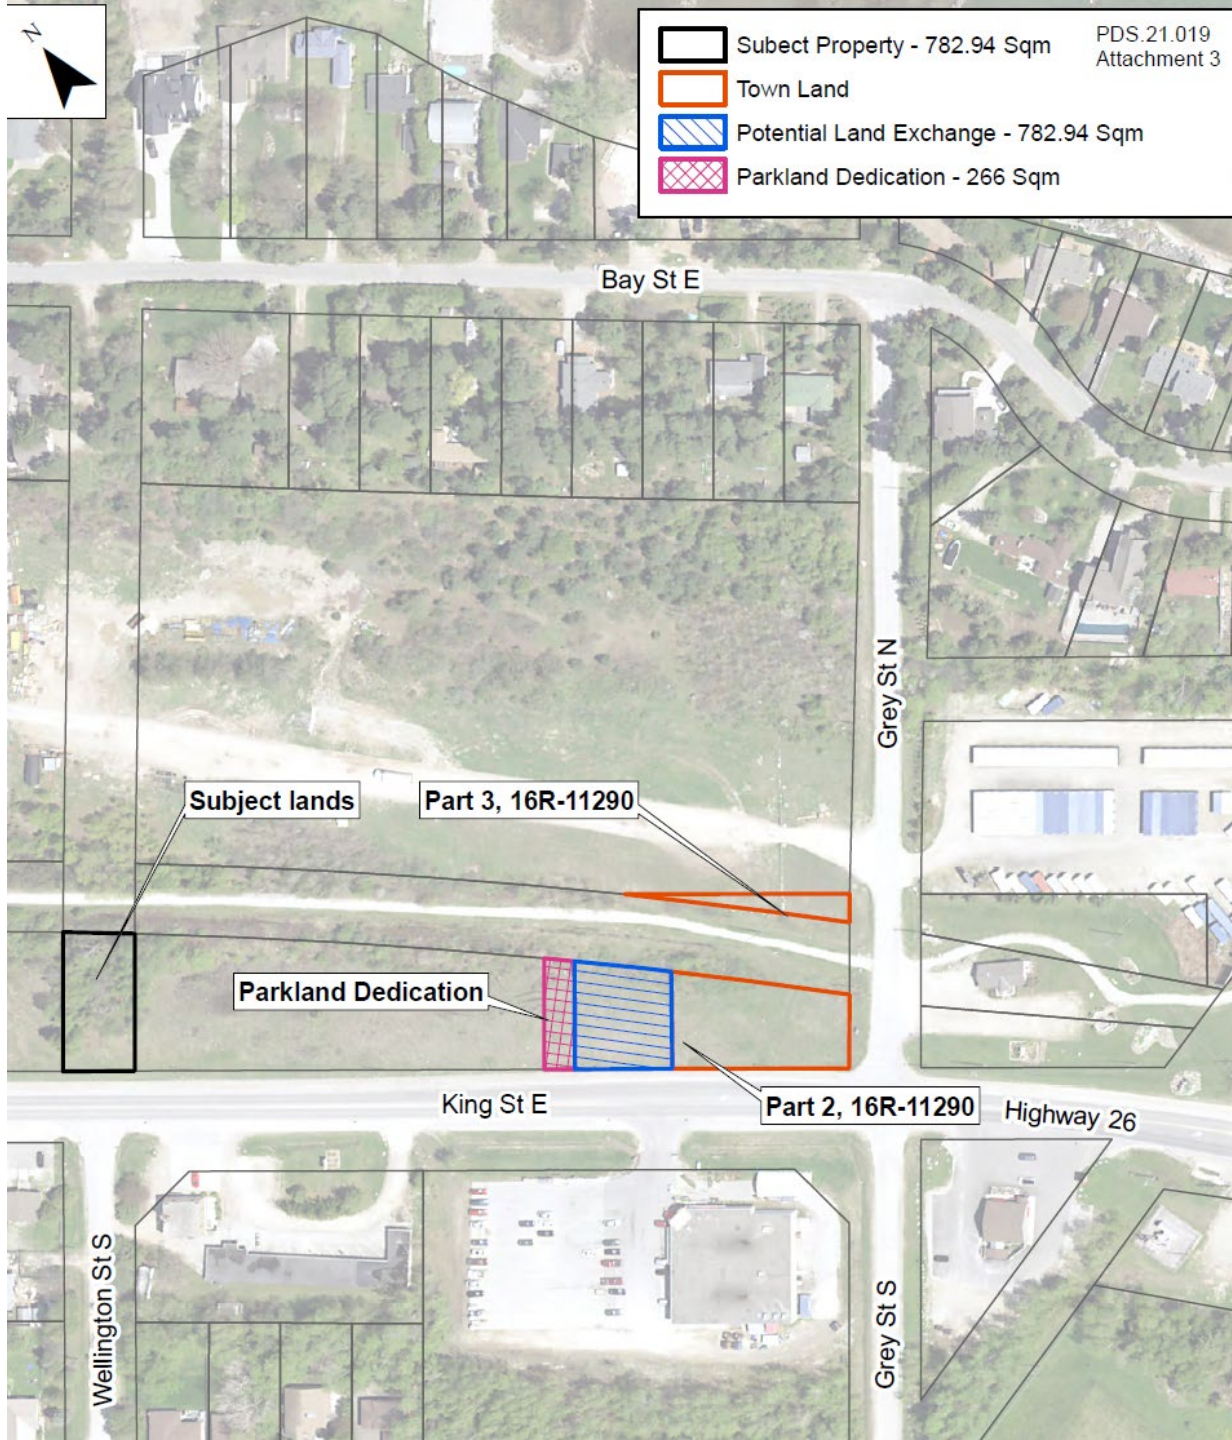 N
PDS.21.019
Attachment 3
Subect Property - 782.94 Sqm
Town Land
Potential Land Exchange - 782.94 Sqm
Parkland Dedication - 266 Sqm
Bay St E
Grey St N
Subject lands
Part 3, 16R-11290
Parkland Dedication
King St E
Part 2, 16R-11290
Highway 26
Wellington St S
Grey St S